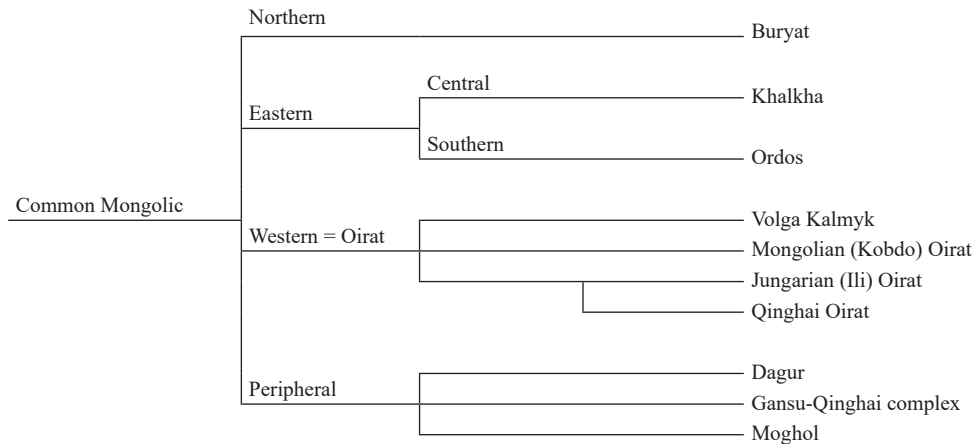 Northern
Buryat
Central
Khalkha
Eastern
Southern
Ordos
Common Mongolic
Volga Kalmyk
Western = Oirat
Mongolian (Kobdo) Oirat
Jungarian (Ili) Oirat
Qinghai Oirat
Dagur
Peripheral
Gansu-Qinghai complex
Moghol